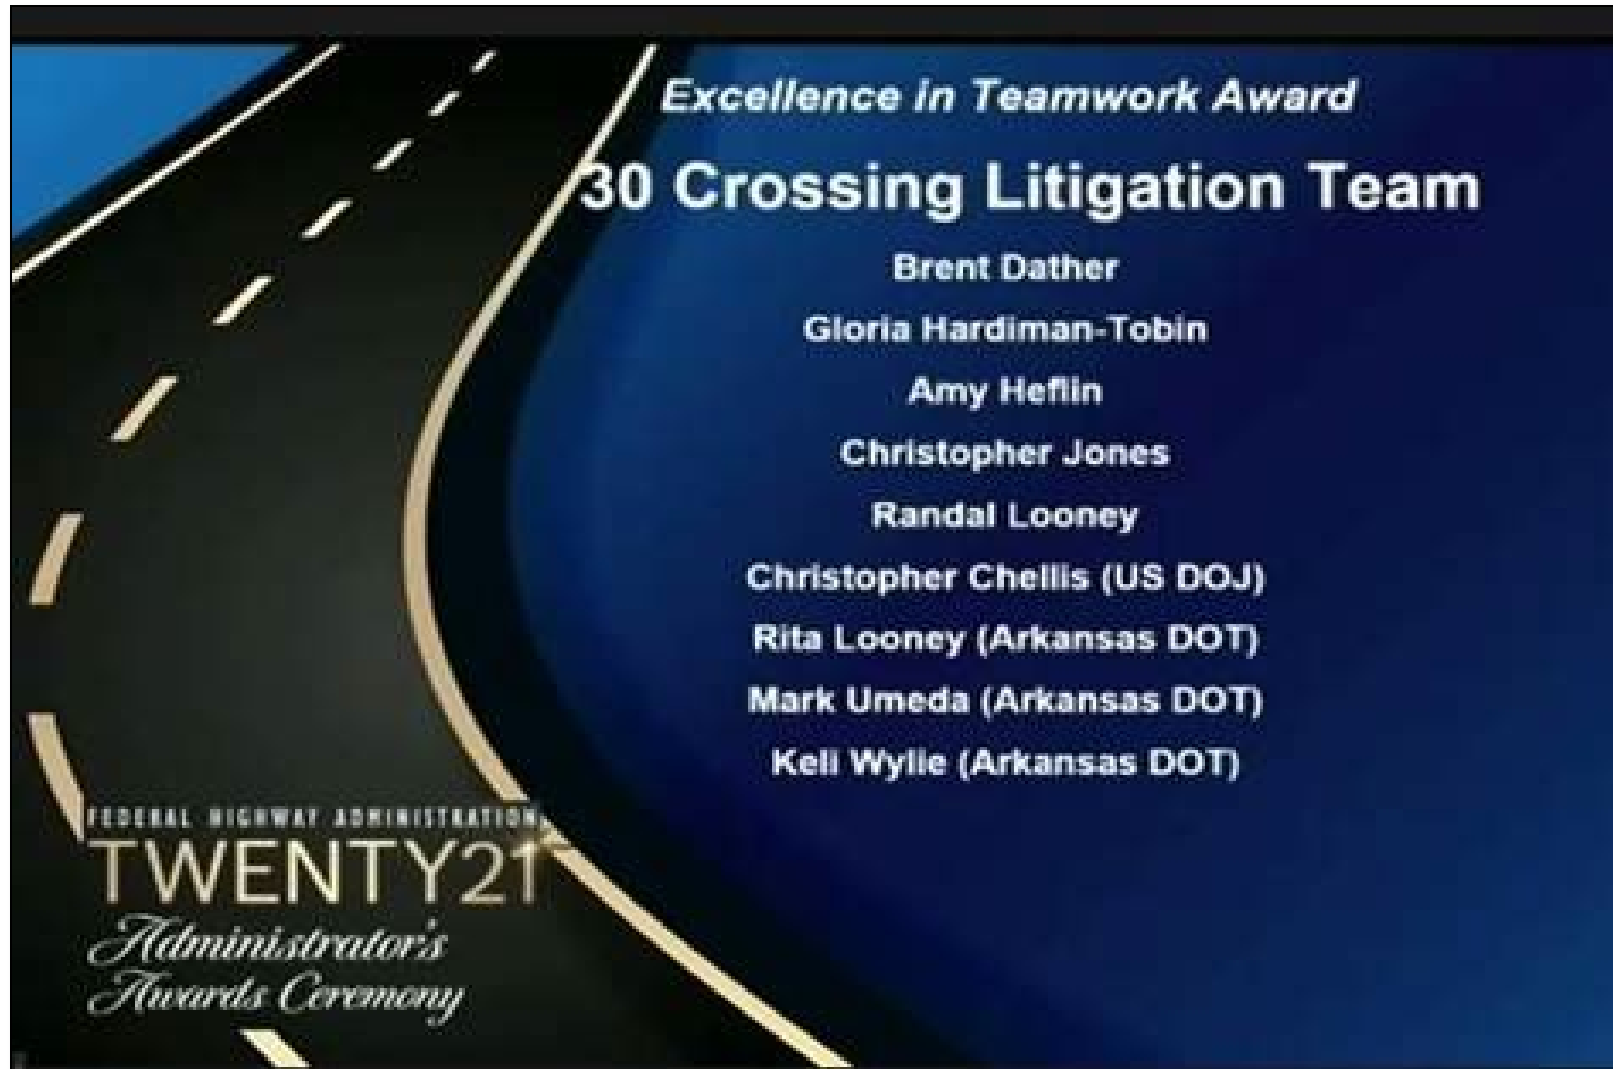 Excellence in Teamwork Award
30 Crossing Litigation Team
Brent Dather
Gloria Hardiman-Tobin
Amy Heflin
Christopher Jones
Randal Looney
Christopher Chellis (US DOJ)
Rita Looney (Arkansas DOT)
Mark Umeda (Arkansas DOT)
Keli Wylie (Arkansas DOT)
FEDERAL HIGHWAY ADMINISTRATION
TWENTY21
Administrator's
Awards Ceremony